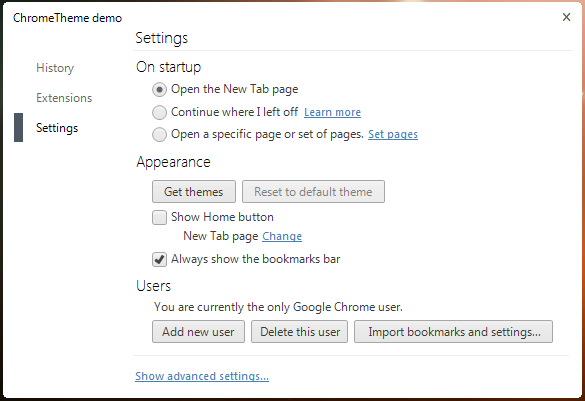 ChromeTheme demo
Settings
History
Extensions
Settings
On startup
Open the New Tab page
Continue where I left off Learn more
Open a specific page or set of pages. Set pages
Appearance
Get themes Reset to default theme
Show Home button
New Tab page Change
Always show the bookmarks bar
Users
You are currently the only Google Chrome user.
Add new user Delete this user Import bookmarks and settings...
Show advanced settings...